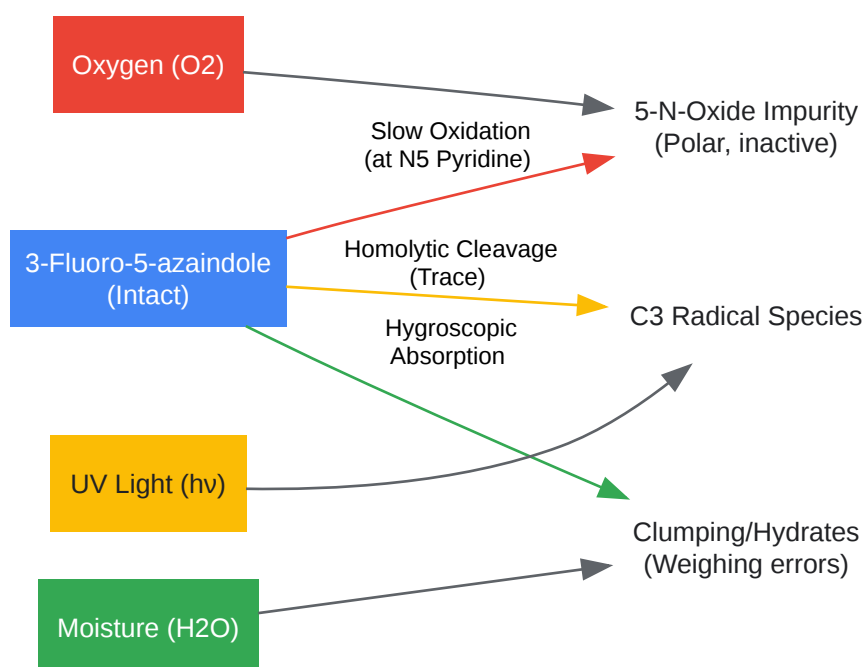 Oxygen (O2)
5-N-Oxide Impurity
(Polar, inactive)
Slow Oxidation
(at N5 Pyridine)
3-Fluoro-5-azaindole
(Intact)
Homolytic Cleavage
(Trace)
C3 Radical Species
Hygroscopic
Absorption
UV Light (hν)
Clumping/Hydrates
(Weighing errors)
Moisture (H2O)